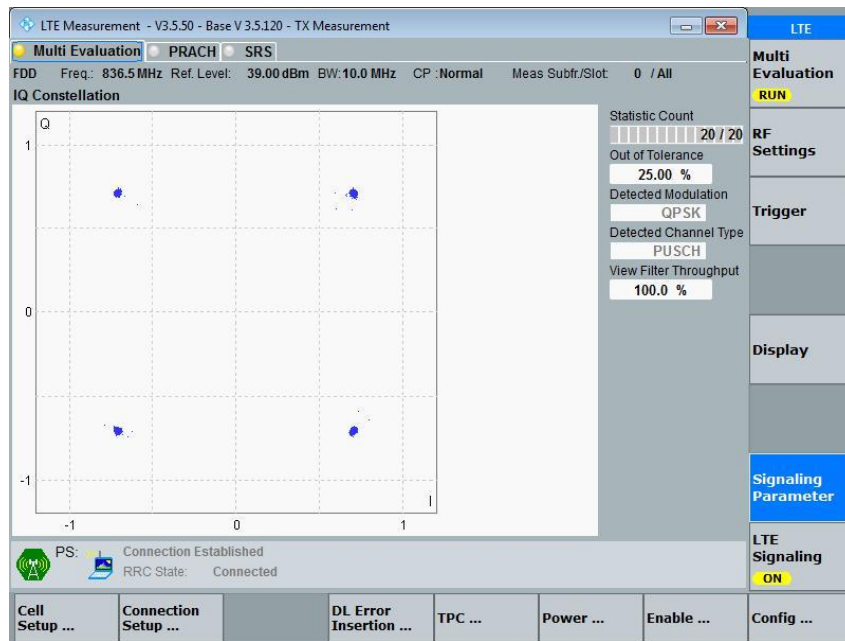 LTE Measurement - V3.5.50 - Base V 3.5.120 - TX Measurement
LTE
Multi Evaluation PRACH SRS
Multi Evaluation
RUN
FDD Freq.: 836.5 MHz Ref. Level: 39.00 dBm BW: 10.0 MHz CP : Normal Meas Subfr./Slot: 0 / All
IQ Constellation
Q
1
0
-1
-1 0 1
I
Statistic Count
20 / 20
Out of Tolerance
25.00 %
Detected Modulation
QPSK
Detected Channel Type
PUSCH
View Filter Throughput
100.0 %
RF
Settings
Trigger
Display
Signaling
Parameter
LTE
Signaling
ON
PS: Connection Established
RRC State: Connected
Cell
Setup ...
Connection
Setup ...
DL Error
Insertion ...
TPC ...
Power ...
Enable ...
Config ...